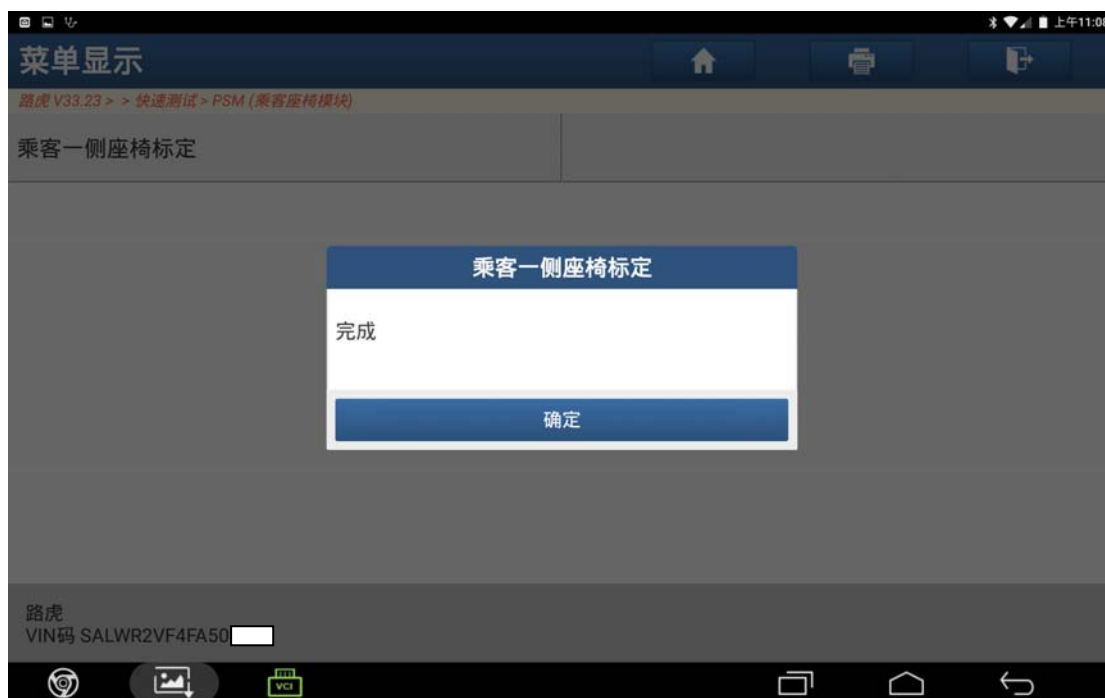 上午11:08
菜单显示
路虎 V33.23 > > 快速测试 > PSM (乘客座椅模块)
乘客一侧座椅标定
乘客一侧座椅标定
完成
确定
路虎
VIN码 SALWR2VF4FA50
VCI